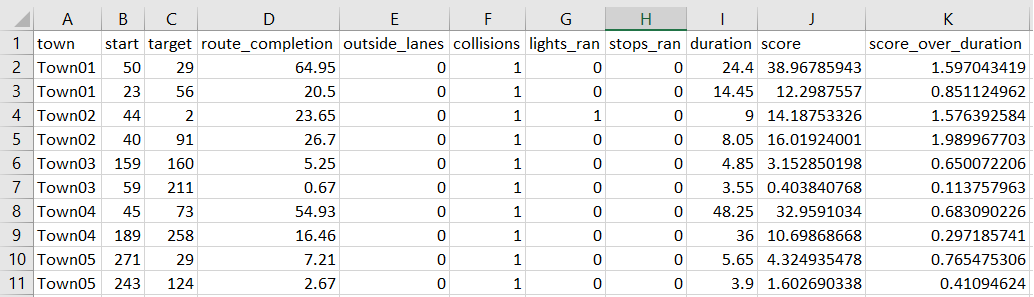 A B C D E F G H I J K
1 town start target route_completion outside_lanes collisions lights_ran stops_ran duration score score_over_duration
2 Town01 50 29 64.95 0 1 0 0 24.4 38.96785943 1.597043419
3 Town01 23 56 20.5 0 1 0 0 14.45 12.2987557 0.851124962
4 Town02 44 2 23.65 0 1 1 0 9 14.18753326 1.576392584
5 Town02 40 91 26.7 0 1 0 0 8.05 16.01924001 1.989967703
6 Town03 159 160 5.25 0 1 0 0 4.85 3.152850198 0.650072206
7 Town03 59 211 0.67 0 1 0 0 3.55 0.403840768 0.113757963
8 Town04 45 73 54.93 0 1 0 0 48.25 32.9591034 0.683090226
9 Town04 189 258 16.46 0 1 0 0 36 10.69868668 0.297185741
10 Town05 271 29 7.21 0 1 0 0 5.65 4.324935478 0.765475306
11 Town05 243 124 2.67 0 1 0 0 3.9 1.602690338 0.41094624